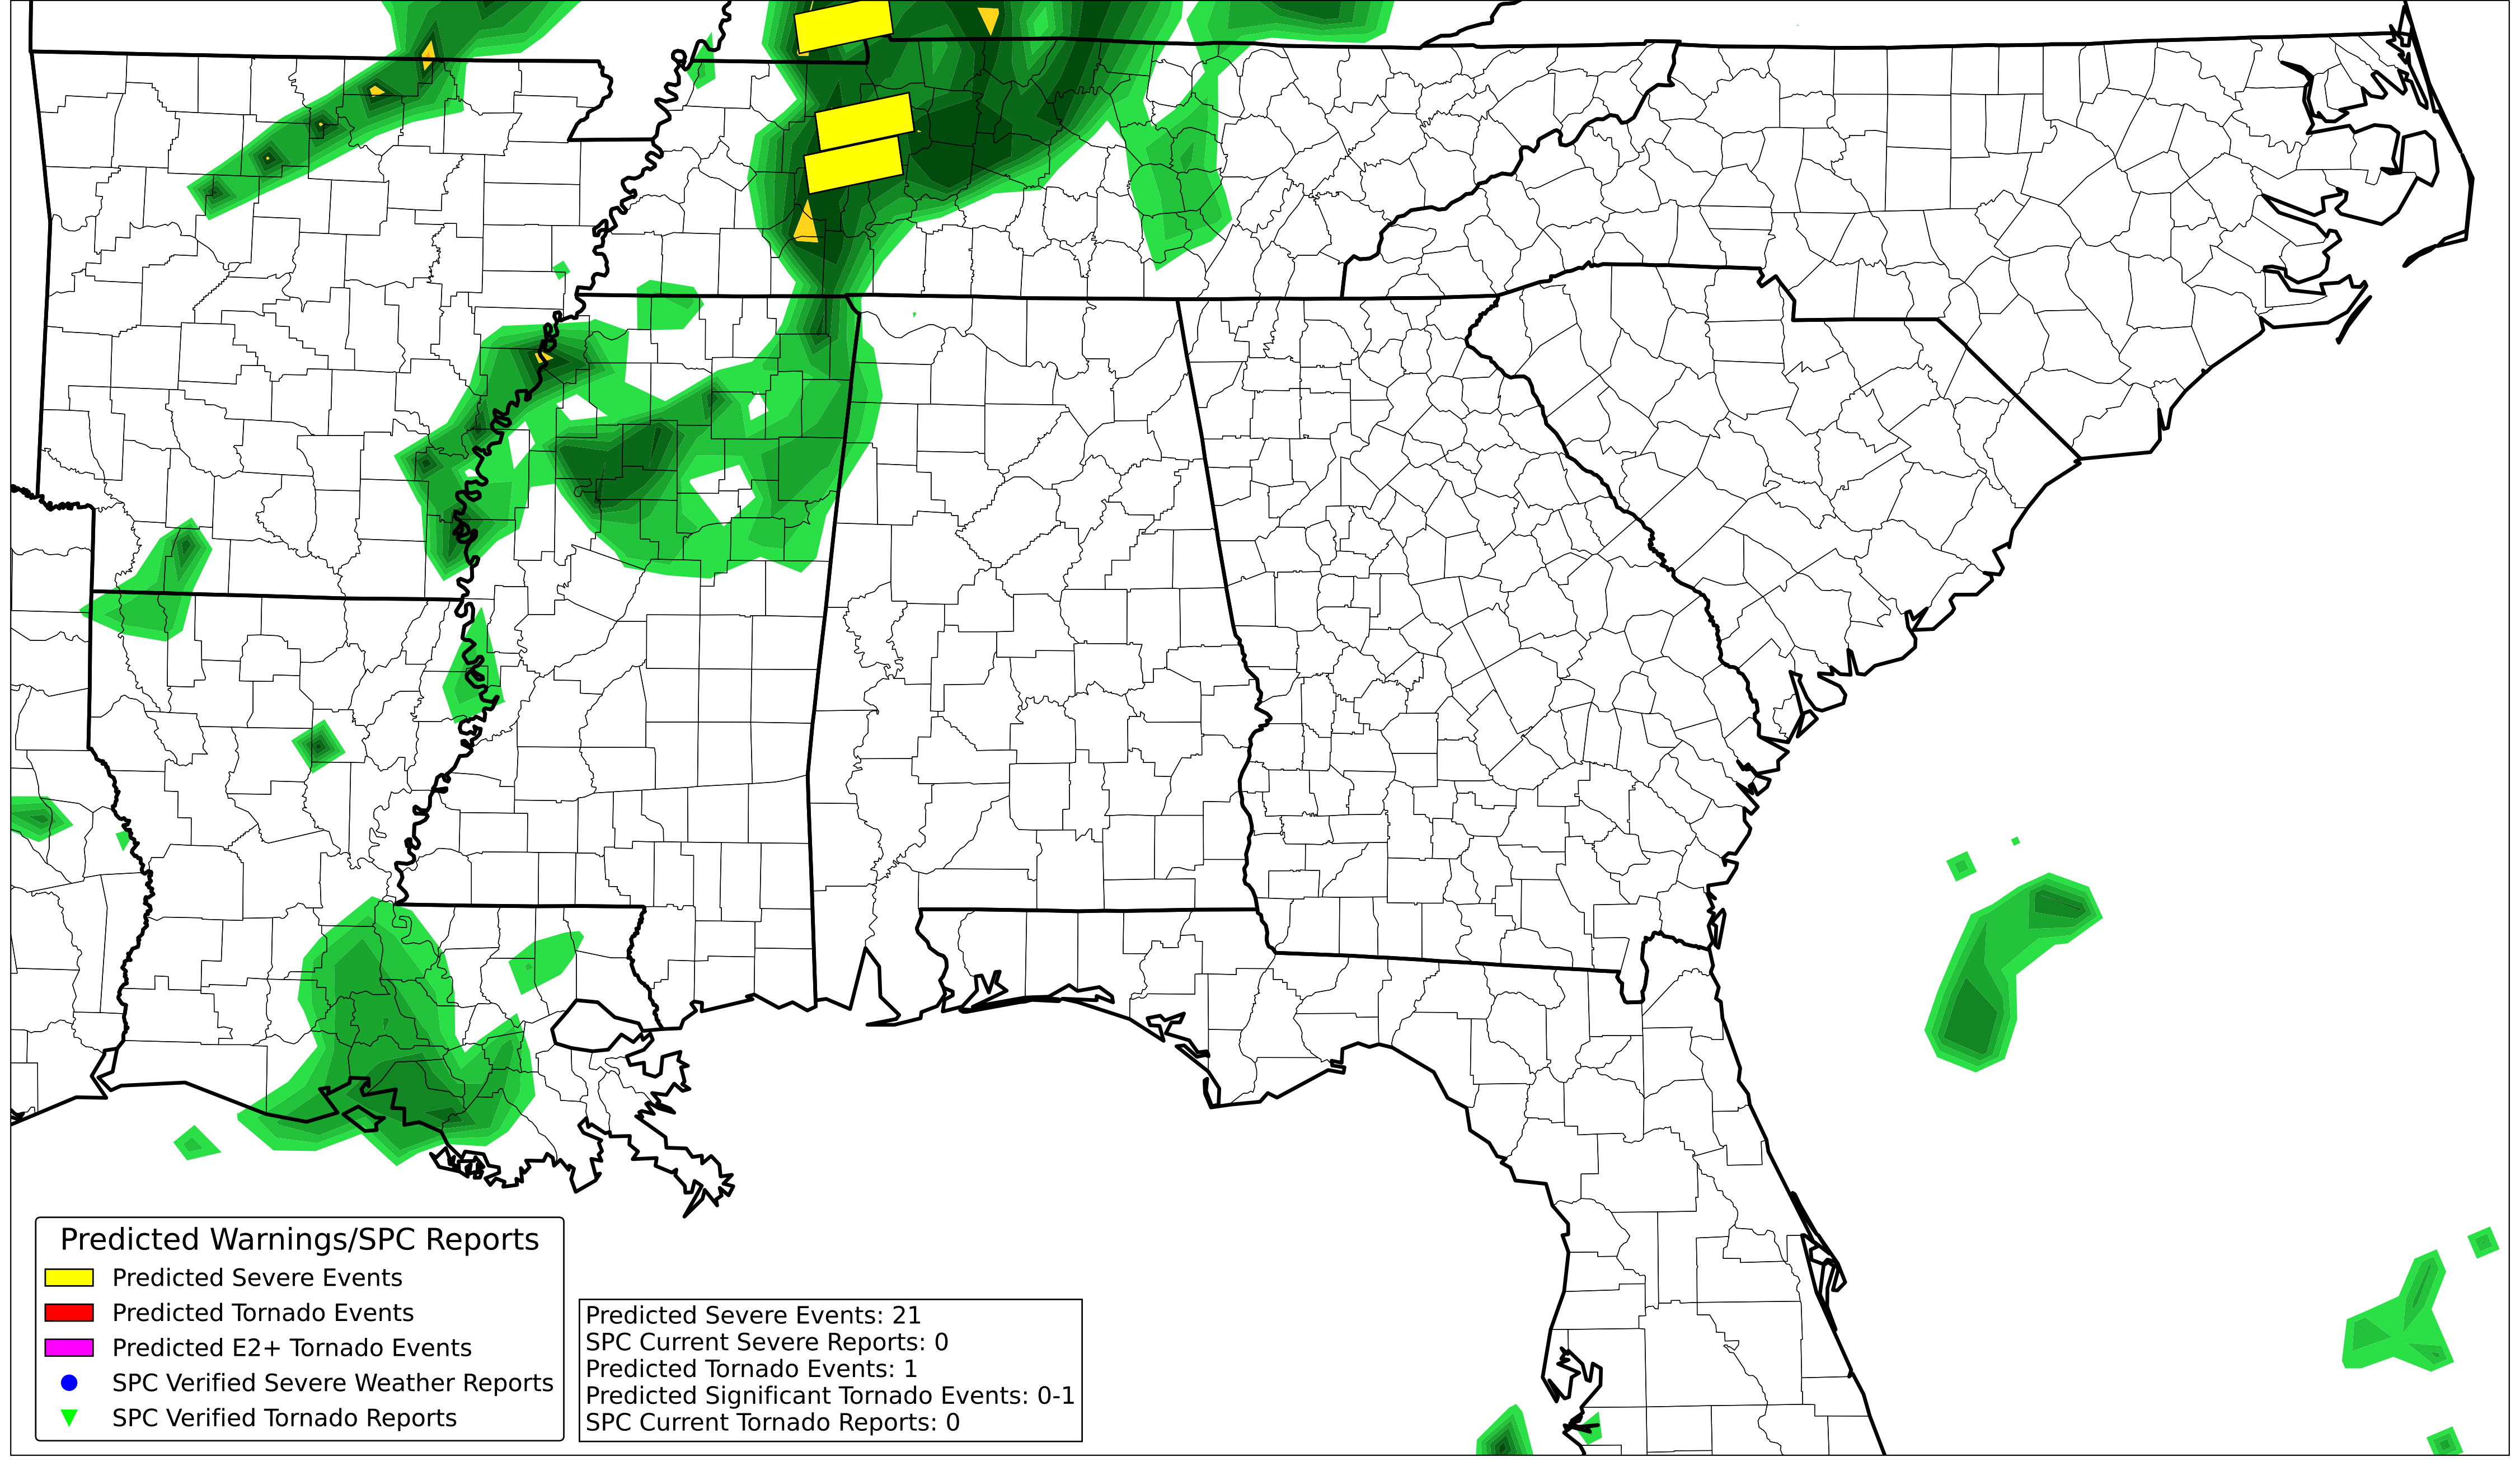 Predicted Warnings/SPC Reports
Predicted Severe Events
Predicted Tornado Events
Predicted E2+ Tornado Events
SPC Verified Severe Weather Reports
SPC Verified Tornado Reports
Predicted Severe Events: 21
SPC Current Severe Reports: 0
Predicted Tornado Events: 1
Predicted Significant Tornado Events: 0-1
SPC Current Tornado Reports: 0